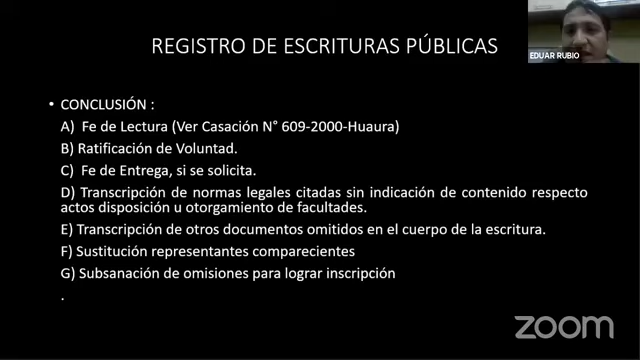 REGISTRO DE ESCRITURAS PÚBLICAS
EDUAR RUBIO
• CONCLUSIÓN :
A) Fe de Lectura (Ver Casación N° 609-2000-Huaura)
B) Ratificación de Voluntad.
C) Fe de Entrega, si se solicita.
D) Transcripción de normas legales citadas sin indicación de contenido respecto
actos disposición u otorgamiento de facultades.
E) Transcripción de otros documentos omitidos en el cuerpo de la escritura.
F) Sustitución representantes comparecientes
G) Subsanación de omisiones para lograr inscripción
.
zoom